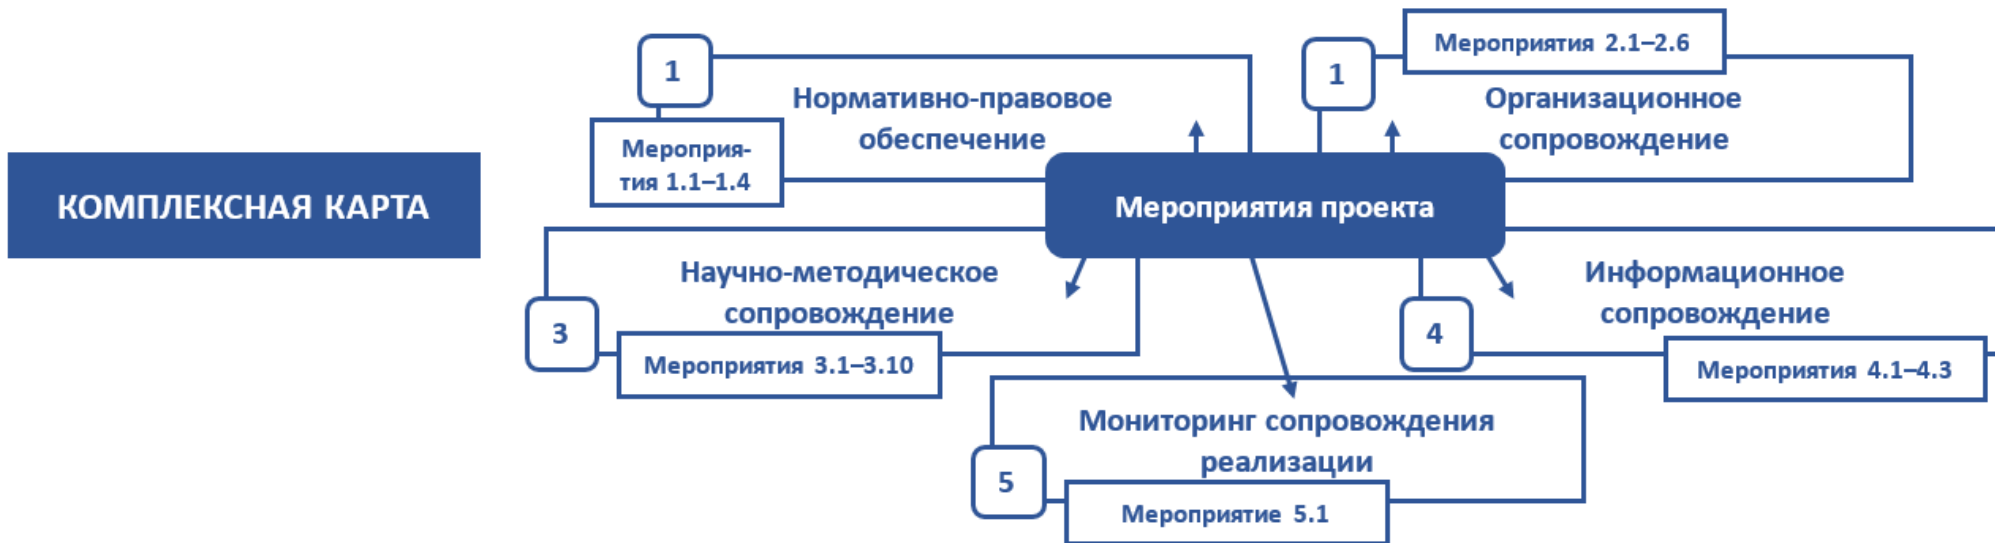 КОМПЛЕКСНАЯ КАРТА
1
Нормативно-правовое
обеспечение
Мероприя-
тия 1.1–1.4
1
Мероприятия 2.1–2.6
Организационное
сопровождение
Мероприятия проекта
Научно-методическое
сопровождение
3
Мероприятия 3.1–3.10
Информационное
сопровождение
4
Мероприятия 4.1–4.3
Мониторинг сопровождения
реализации
5
Мероприятие 5.1